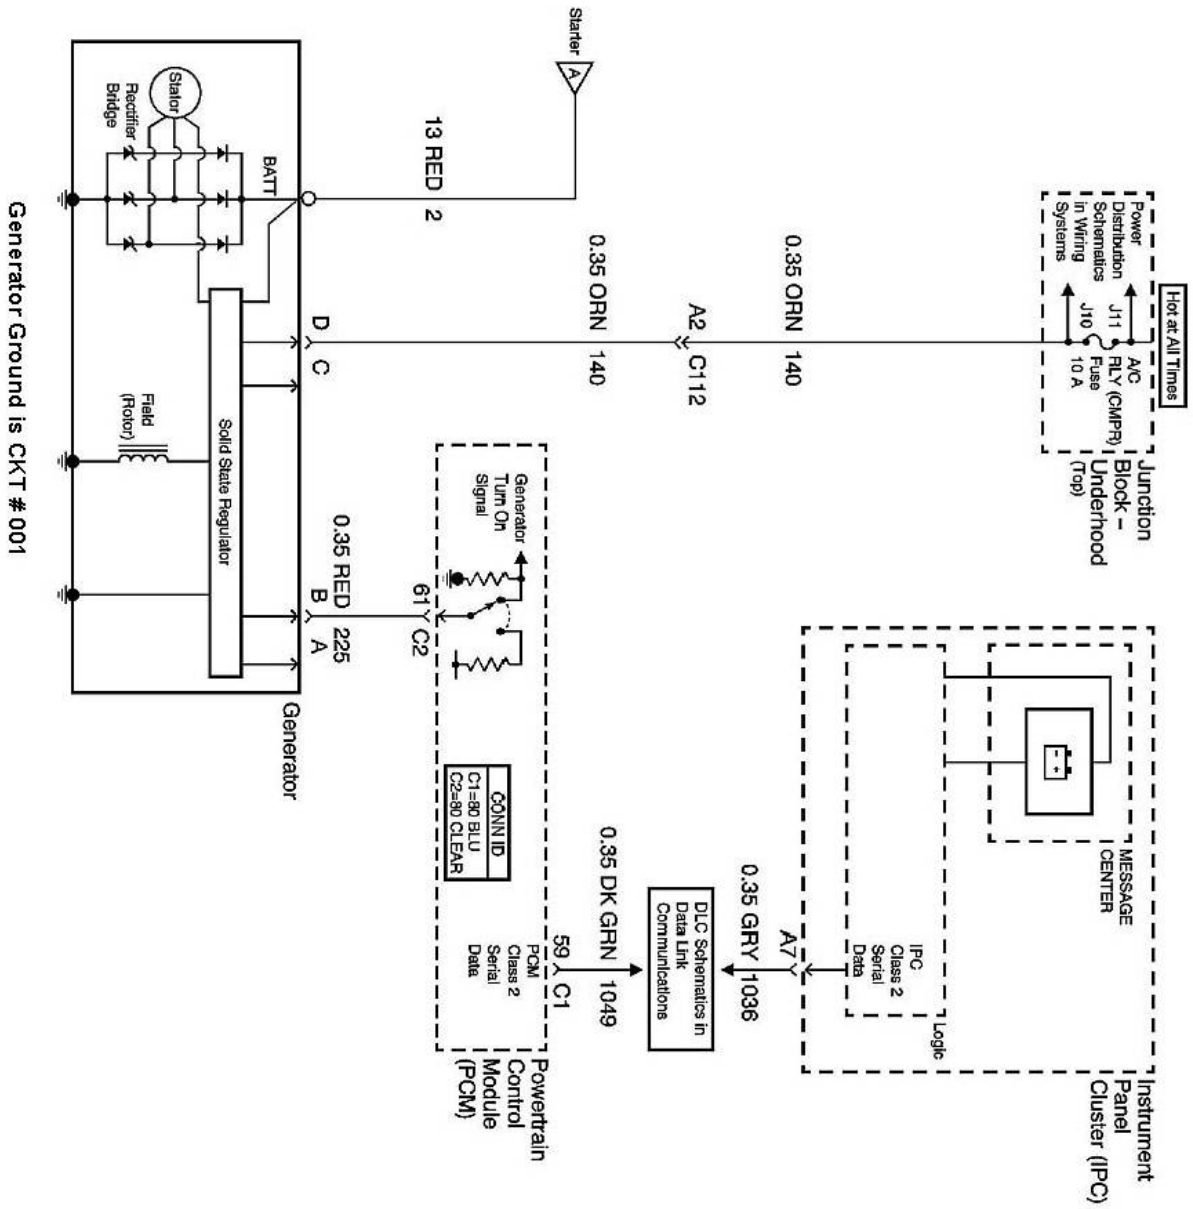 Hot at All Times
Power
Distribution
Schematics
in Wiring
Systems
J11
J10
A/C
RLY (CMPR)
Fuse
10 A
Junction
Block –
Underhood
(Top)
Instrument
Panel
Cluster (IPC)
MESSAGE
CENTER
- +
Logic
IPC
Class 2
Serial
Data
A7
0.35 GRY 1036
DLC Schematics in
Data Link
Communications
0.35 DK GRN 1049
59 C1
PCM
Class 2
Serial
Data
Powertrain
Control
Module
(PCM)
CONN ID
C1=80 BLU
C2=80 CLEAR
Generator
Turn On
Signal
61 C2
0.35 RED 225
B A
0.35 ORN 140
A2 C112
0.35 ORN 140
D C
Starter
A
13 RED 2
BATT
Stator
Rectifier
Bridge
Solid State Regulator
Field
(Rotor)
Generator
Generator Ground is CKT # 001